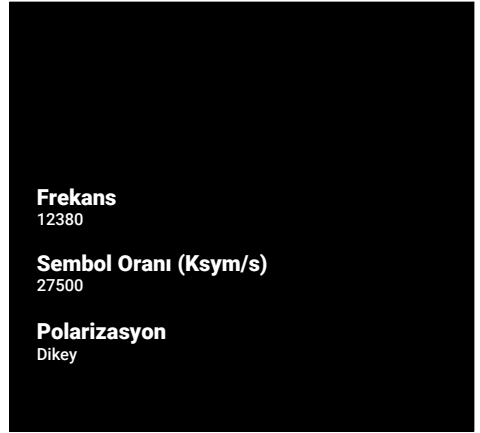 Frekans
12380
Sembol Oranı (Ksym/s)
27500
Polarizasyon
Dikey